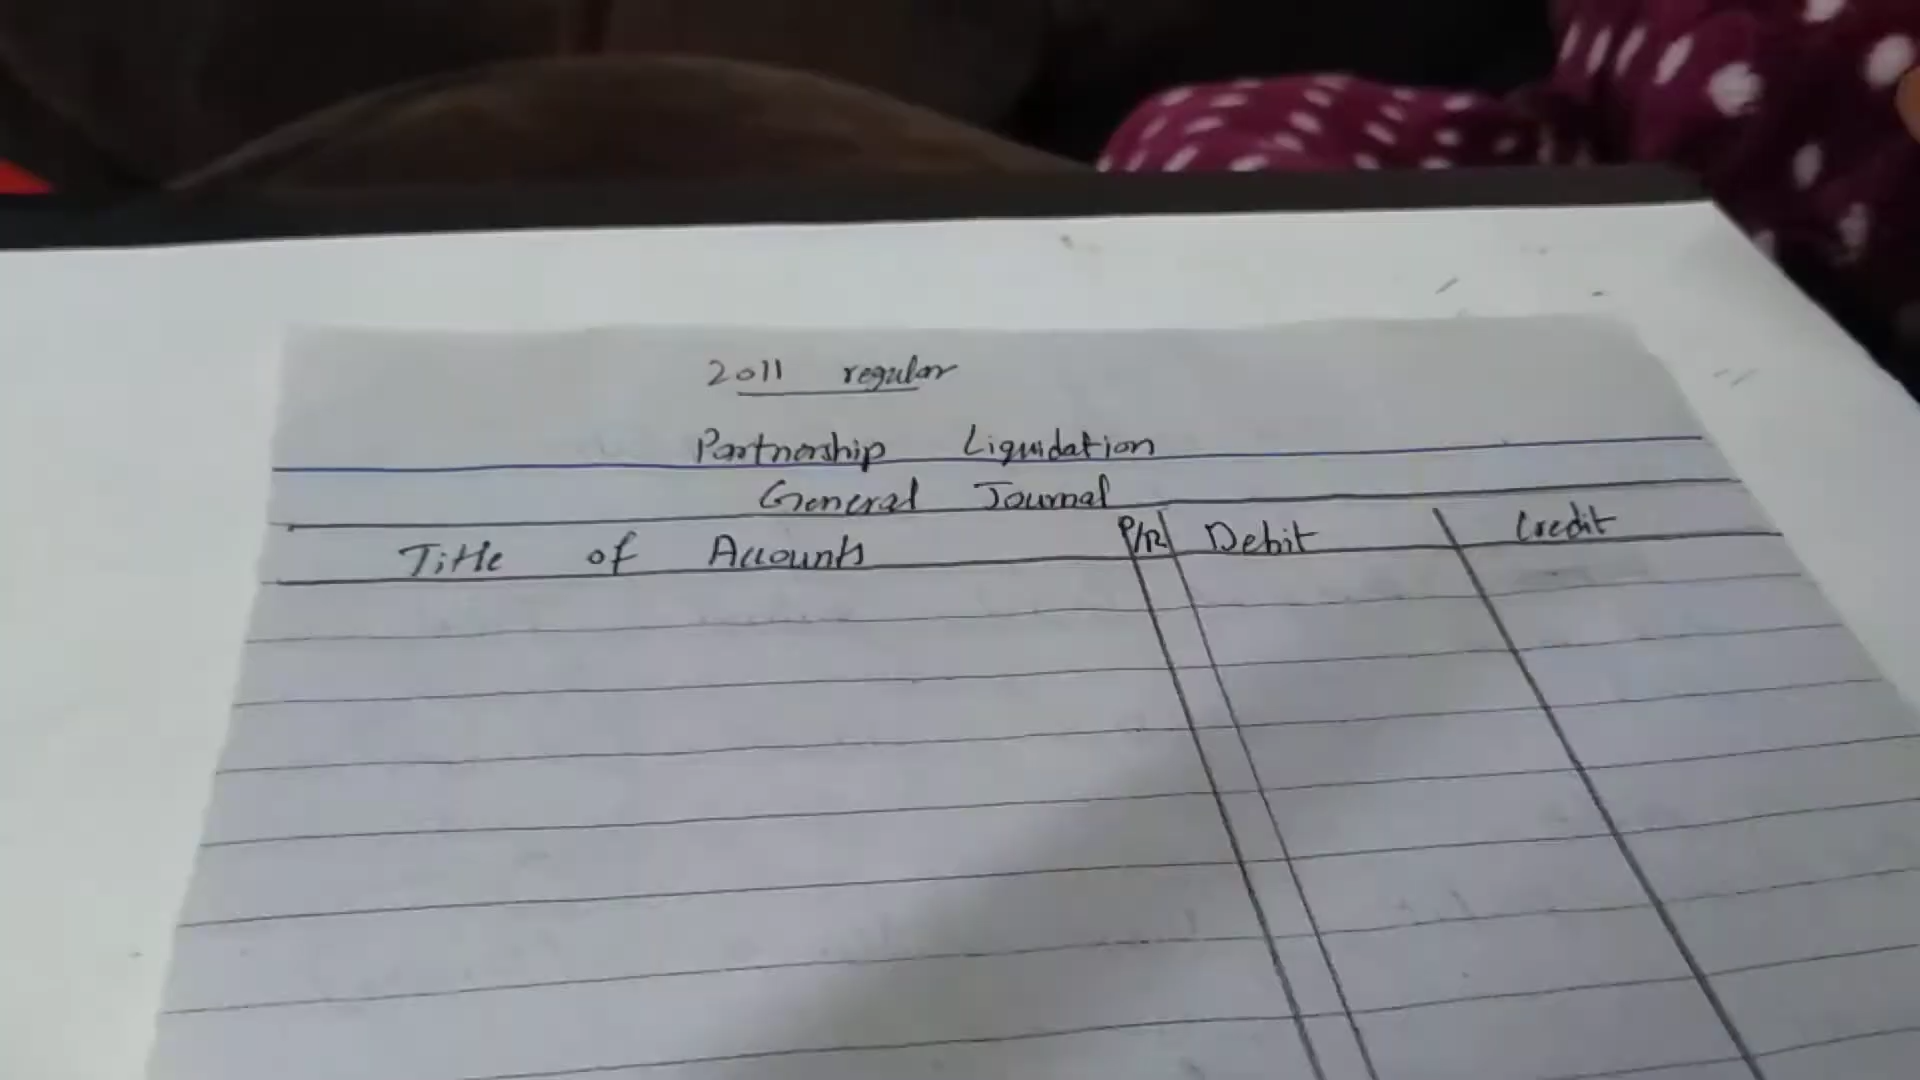 2011 regular
Partnership Liquidation
General Journal
Title of Accounts P/R Debit Credit